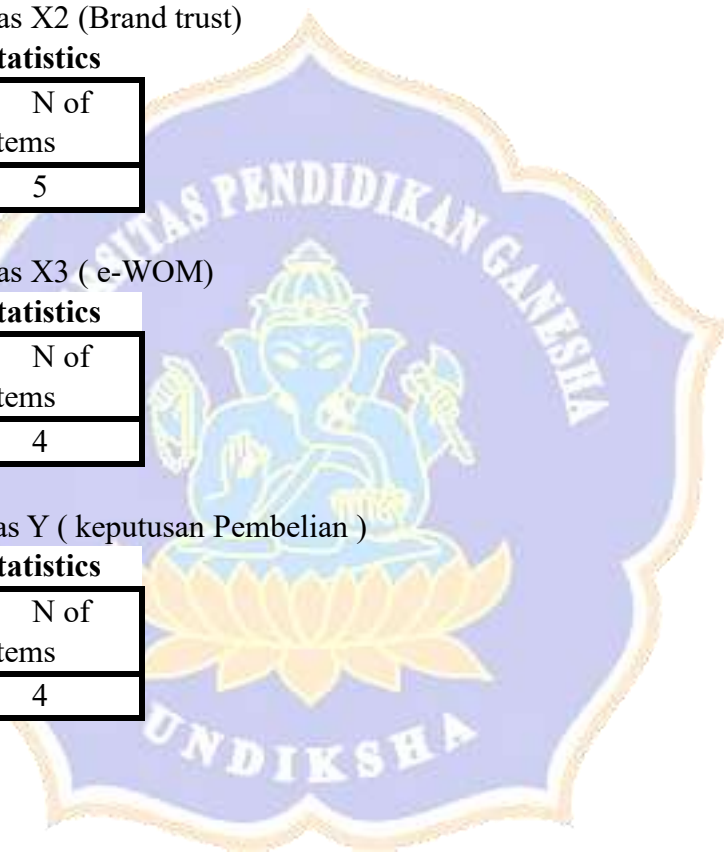 as X2 (Brand trust)
tatistics
N of
tems
5
as X3 ( e-WOM)
tatistics
N of
tems
4
as Y ( keputusan Pembelian )
tatistics
N of
tems
4
SITAS PENDIDIKAN GANESHA
UNDIKSHA